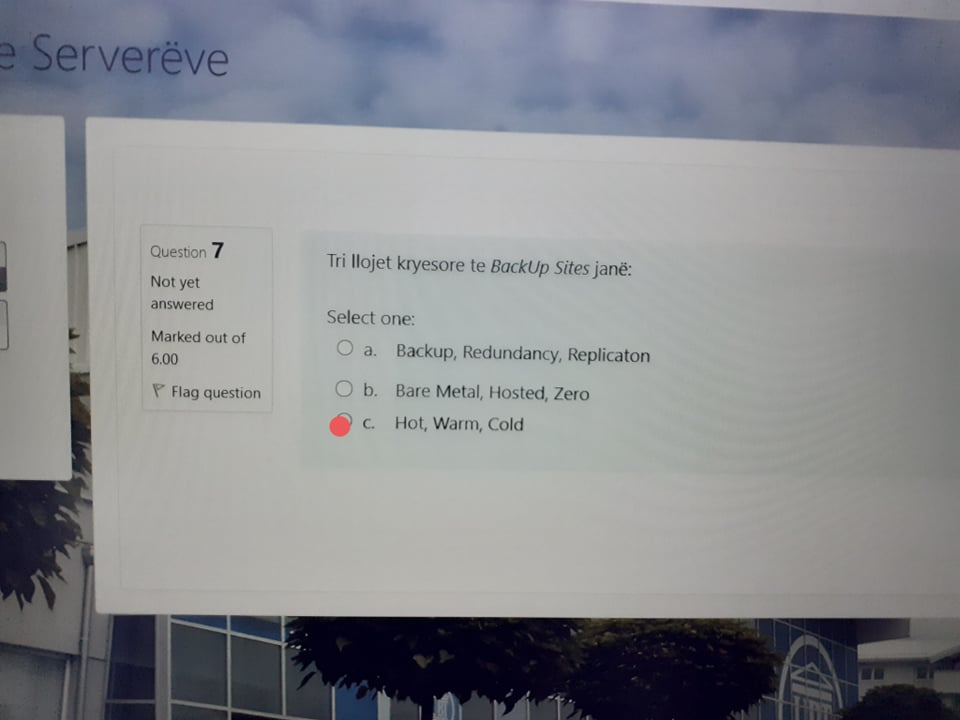 e Serverëve
Question 7
Not yet
answered
Marked out of
6.00
Flag question
Tri llojet kryesore te BackUp Sites janë:
Select one:
a. Backup, Redundancy, Replicaton
b. Bare Metal, Hosted, Zero
c. Hot, Warm, Cold